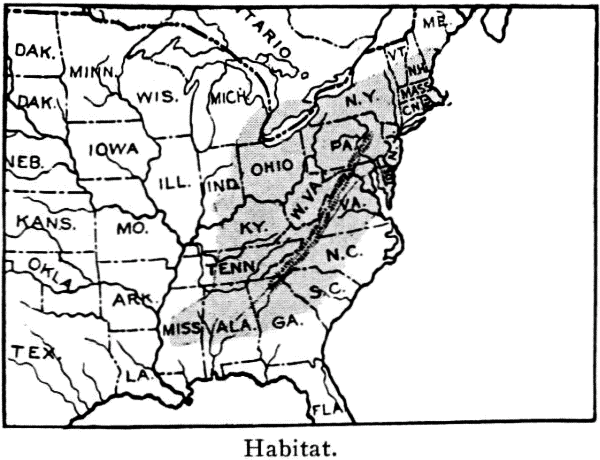 ONTARIO
ME.
DAK.
MINN.
WIS.
MICH.
VT.
N.H.
MASS.
N.Y.
DAK.
IOWA
PA.
NEB.
ILL.
IND.
OHIO
W.VA.
VA.
KANS.
MO.
KY.
N.C.
OKLA.
TENN.
S.C.
ARK.
MISS.
ALA.
GA.
TEX.
LA.
FLA.
Habitat.